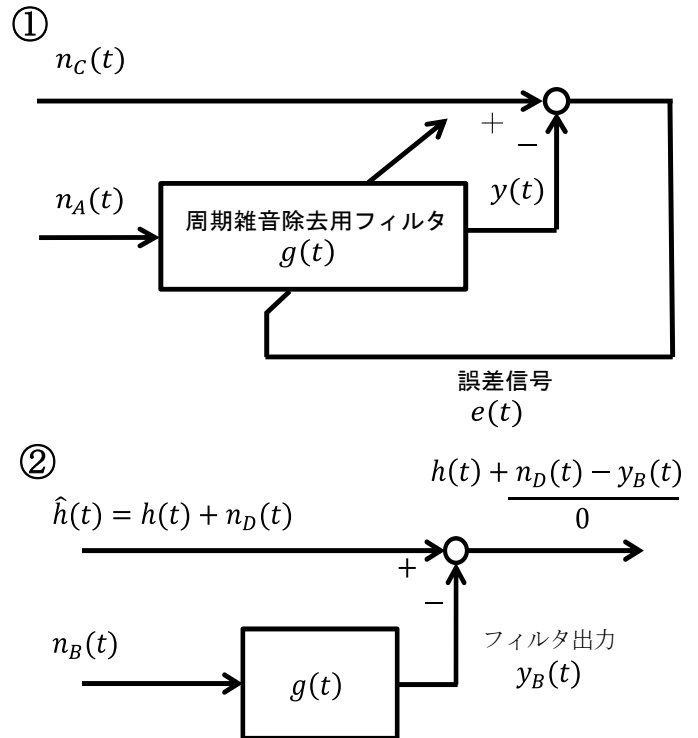 ①
n_C(t)
+
−
n_A(t)
y(t)
周期雑音除去用フィルタ
g(t)
誤差信号
e(t)
②
h(t) + n_D(t) − y_B(t)
0
ĥ(t) = h(t) + n_D(t)
+
−
n_B(t)
g(t)
フィルタ出力
y_B(t)